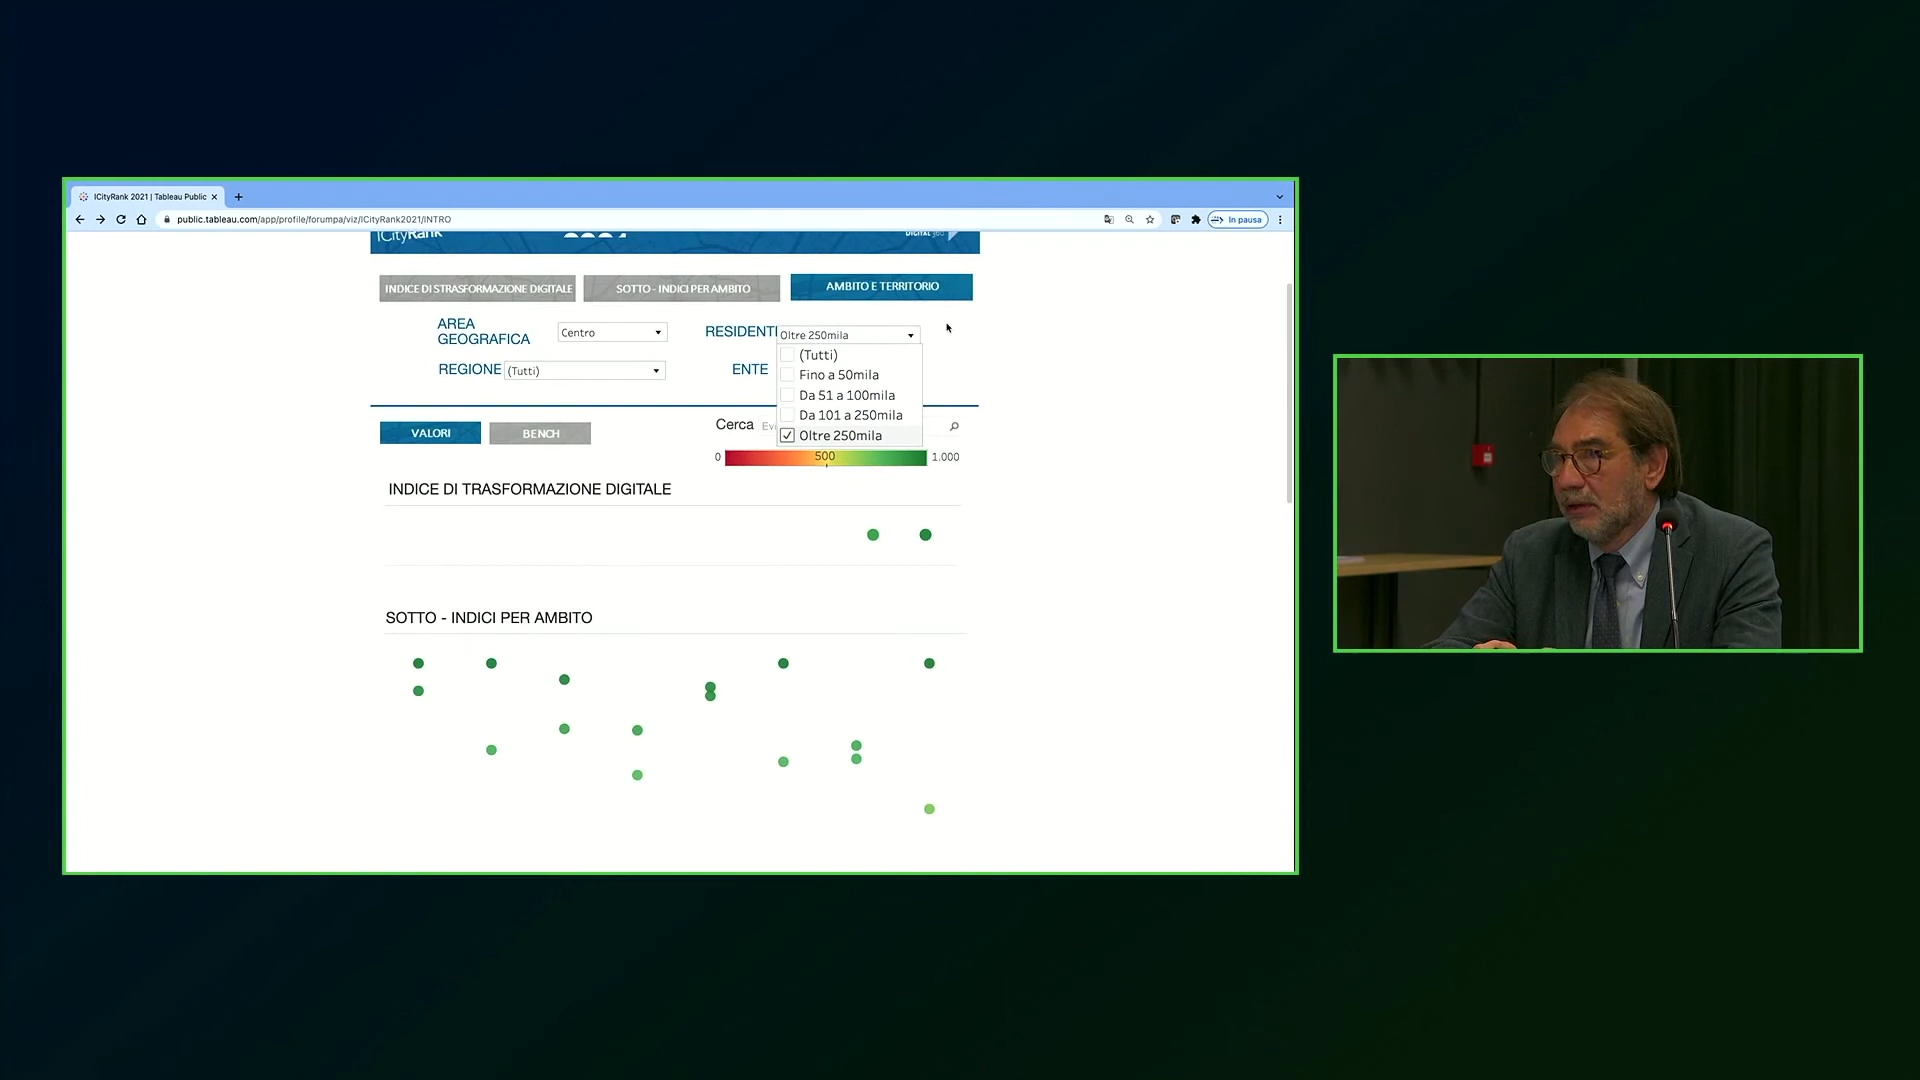 ICityRank 2021 | Tableau Public
public.tableau.com/app/profile/forumpa/viz/ICityRank2021/INTRO
In pausa
ICityRank
DIGITAL360
INDICE DI STRASFORMAZIONE DIGITALE
SOTTO - INDICI PER AMBITO
AMBITO E TERRITORIO
AREA
GEOGRAFICA
Centro
RESIDENTI
Oltre 250mila
(Tutti)
Fino a 50mila
Da 51 a 100mila
Da 101 a 250mila
Oltre 250mila
REGIONE
(Tutti)
ENTE
VALORI
BENCH
Cerca
0
500
1.000
INDICE DI TRASFORMAZIONE DIGITALE
SOTTO - INDICI PER AMBITO